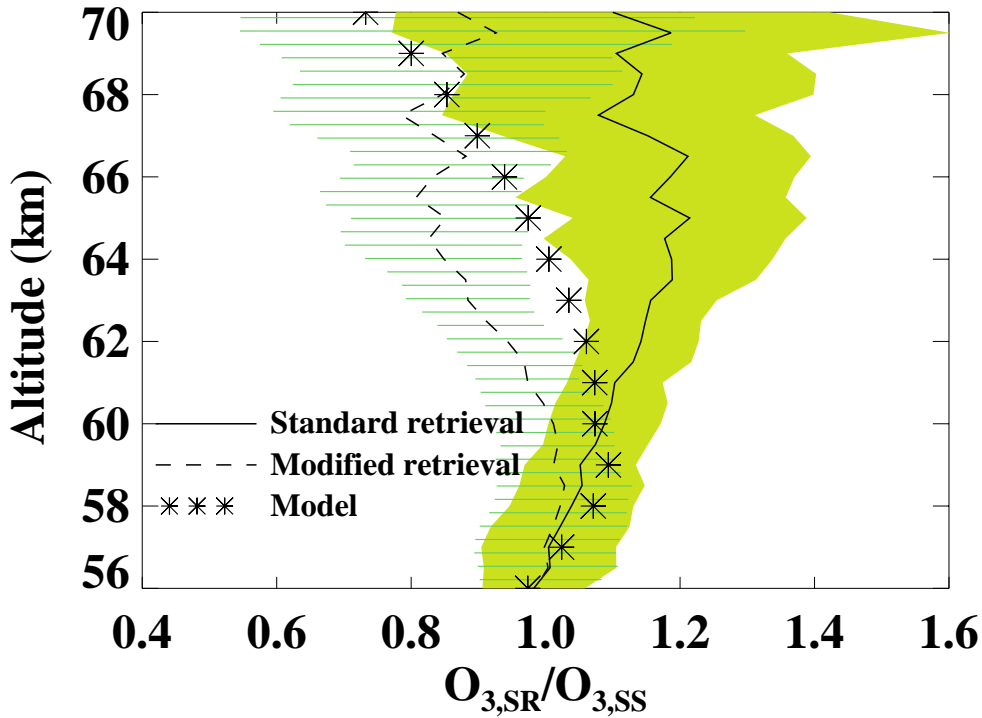 70
68
66
64
62
60
58
56
Altitude (km)
Standard retrieval
Modified retrieval
Model
0.4 0.6 0.8 1.0 1.2 1.4 1.6
O3,SR/O3,SS